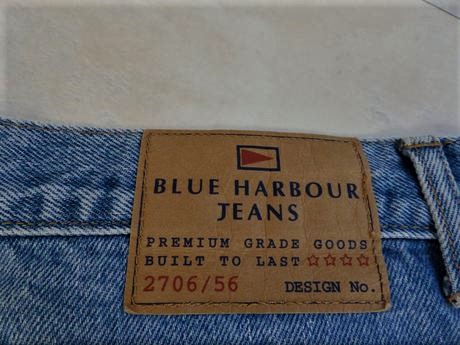 BLUE HARBOUR
JEANS
PREMIUM GRADE GOODS
BUILT TO LAST ☆☆☆☆
2706/56 DESIGN No.